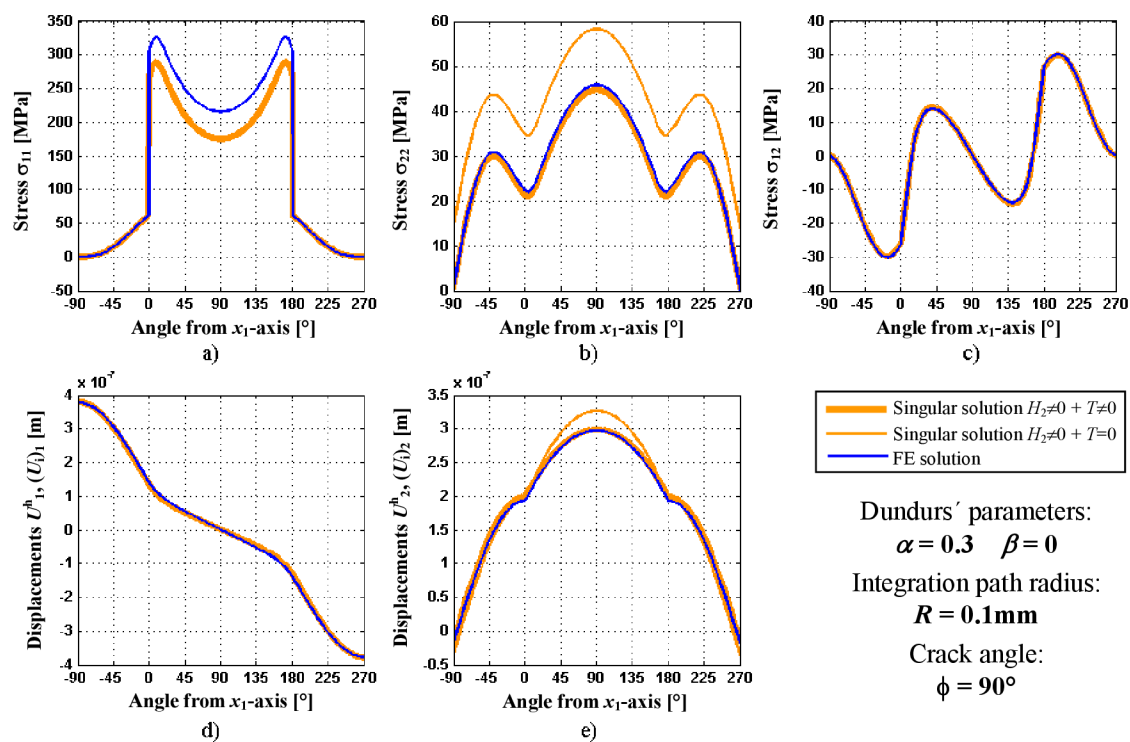 350
300
250
200
150
100
50
0
-50
-90 -45 0 45 90 135 180 225 270
Stress σ11 [MPa]
Angle from x1-axis [°]
a)
60
50
40
30
20
10
0
-90 -45 0 45 90 135 180 225 270
Stress σ22 [MPa]
Angle from x1-axis [°]
b)
40
30
20
10
0
-10
-20
-30
-40
-90 -45 0 45 90 135 180 225 270
Stress σ12 [MPa]
Angle from x1-axis [°]
c)
× 10⁻⁷
4
3
2
1
0
-1
-2
-3
-4
-90 -45 0 45 90 135 180 225 270
Displacements Uʰ1, (Ui)1 [m]
Angle from x1-axis [°]
d)
× 10⁻⁷
3.5
3
2.5
2
1.5
1
0.5
0
-0.5
-90 -45 0 45 90 135 180 225 270
Displacements Uʰ2, (Ui)2 [m]
Angle from x1-axis [°]
e)
Singular solution H2≠0 + T≠0
Singular solution H2≠0 + T=0
FE solution
Dundurs´ parameters:
α = 0.3 β = 0
Integration path radius:
R = 0.1mm
Crack angle:
ϕ = 90°